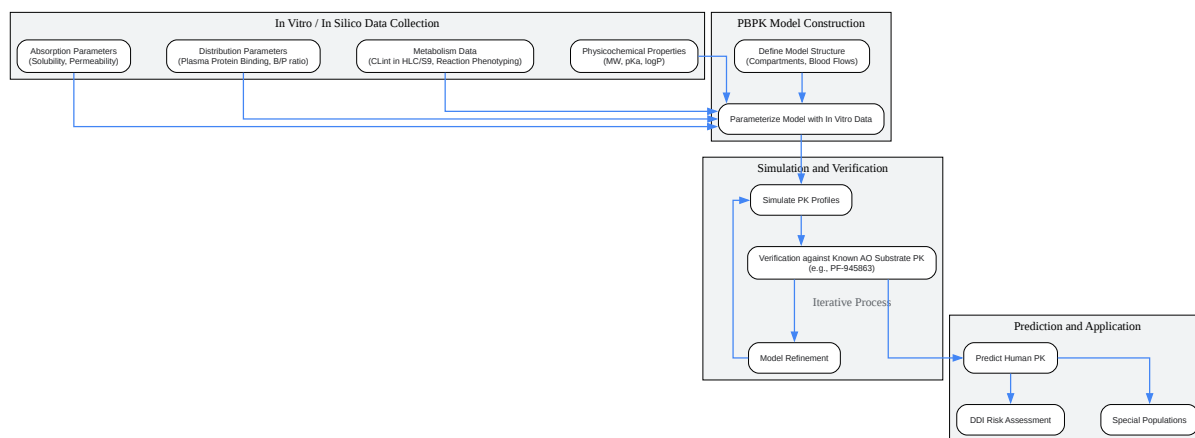 In Vitro / In Silico Data Collection
Absorption Parameters
(Solubility, Permeability)
Distribution Parameters
(Plasma Protein Binding, B/P ratio)
Metabolism Data
(CLint in HLC/S9, Reaction Phenotyping)
Physicochemical Properties
(MW, pKa, logP)
PBPK Model Construction
Define Model Structure
(Compartments, Blood Flows)
Parameterize Model with In Vitro Data
Simulation and Verification
Simulate PK Profiles
Verification against Known AO Substrate PK
(e.g., PF-945863)
Iterative Process
Model Refinement
Prediction and Application
Predict Human PK
DDI Risk Assessment
Special Populations